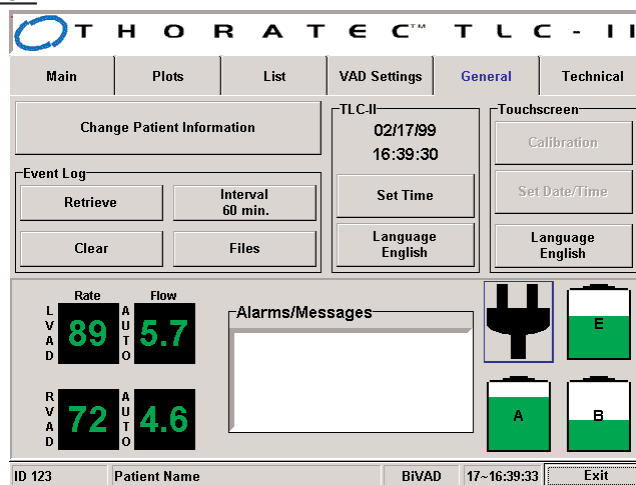 THORATEC™ TLC-II
Main Plots List VAD Settings General Technical
Change Patient Information
Event Log
Retrieve
Interval
60 min.
Clear
Files
TLC-II
02/17/99
16:39:30
Set Time
Language
English
Touchscreen
Calibration
Set Date/Time
Language
English
Rate Flow
LVAD 89 AUTO 5.7
RVAD 72 AUTO 4.6
Alarms/Messages
E
A
B
ID 123 Patient Name BiVAD 17~16:39:33 Exit